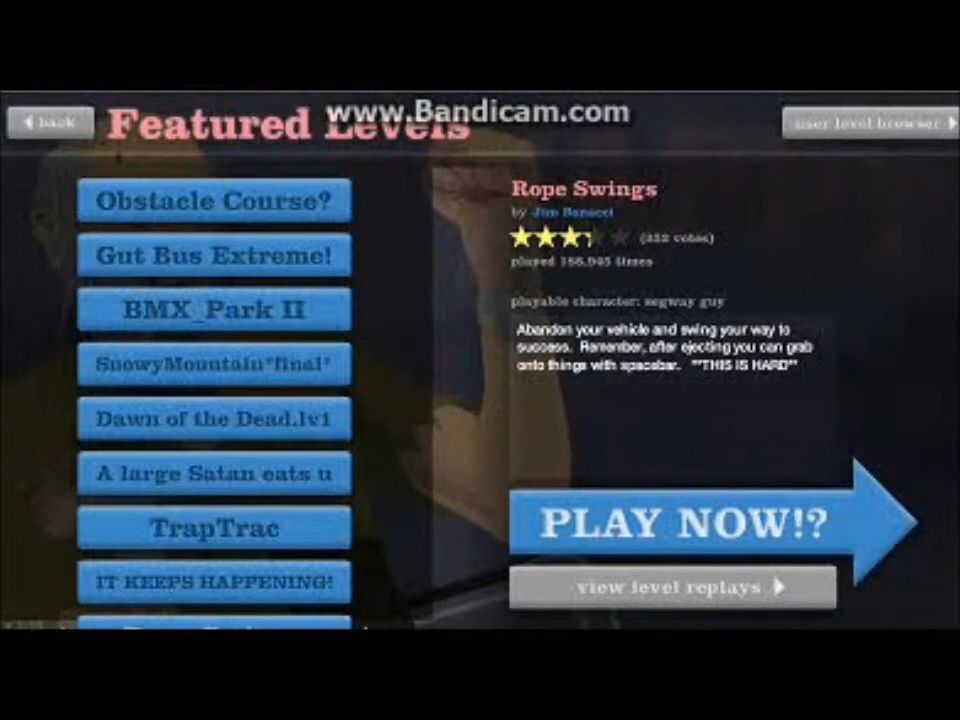 www.Bandicam.com
back
Featured Levels
user level browser
Obstacle Course?
Gut Bus Extreme!
BMX_Park II
SnowyMountain*final*
Dawn of the Dead.lv1
A large Satan eats u
TrapTrac
IT KEEPS HAPPENING!
Rope Swings
by Jim Bonacci
(252 votes)
played 158,945 times
playable character: segway guy
Abandon your vehicle and swing your way to
success. Remember, after ejecting you can grab
onto things with spacebar. **THIS IS HARD**
PLAY NOW!?
view level replays